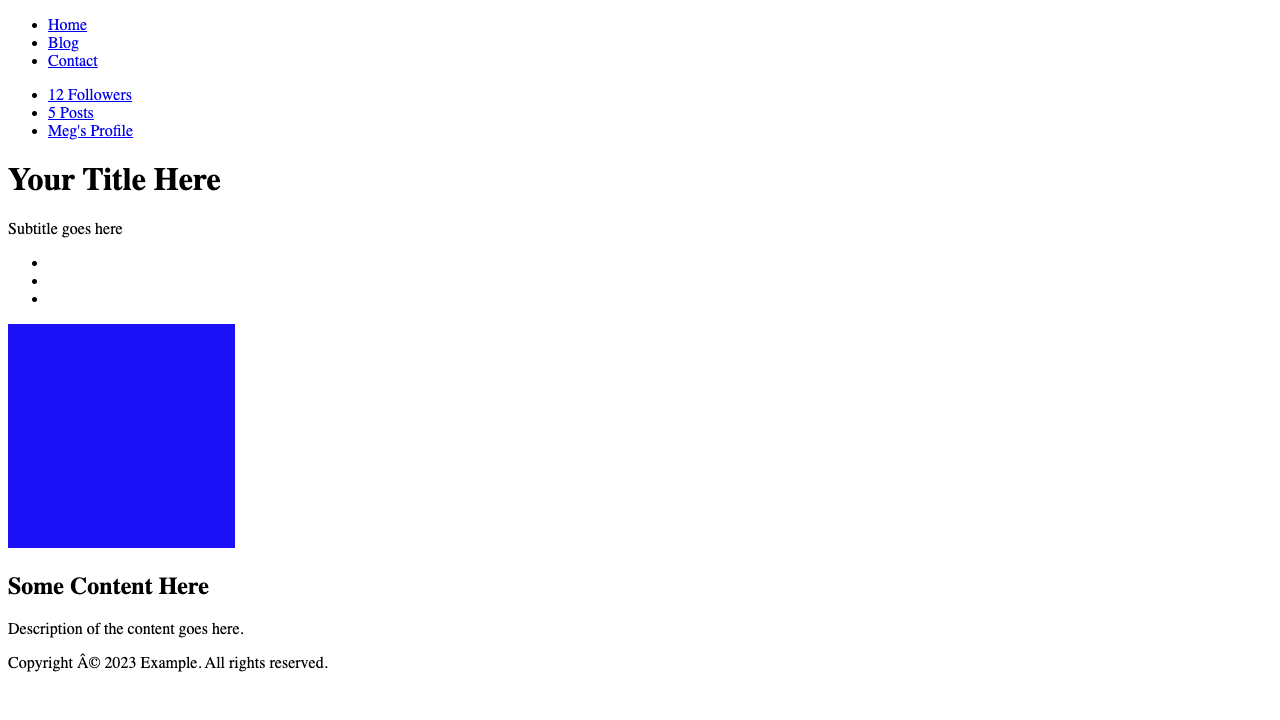 Home
Blog
Contact
12 Followers
5 Posts
Meg's Profile
Your Title Here
Subtitle goes here
Some Content Here
Description of the content goes here.
Copyright Â© 2023 Example. All rights reserved.